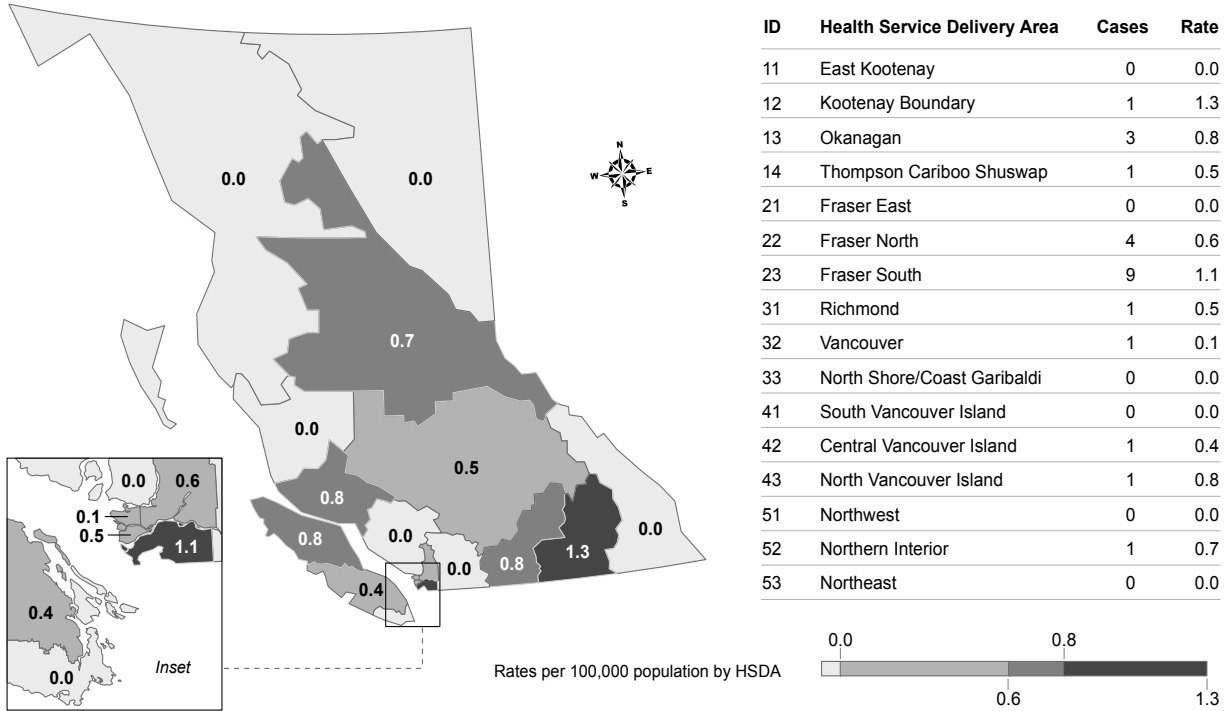 N
W
E
S
0.0
0.0
0.7
0.0
0.5
0.8
0.8
0.0
0.0
0.8
1.3
0.0
0.4
0.0
0.6
0.1
0.5
1.1
0.4
0.0
Inset
ID Health Service Delivery Area Cases Rate
11 East Kootenay 0 0.0
12 Kootenay Boundary 1 1.3
13 Okanagan 3 0.8
14 Thompson Cariboo Shuswap 1 0.5
21 Fraser East 0 0.0
22 Fraser North 4 0.6
23 Fraser South 9 1.1
31 Richmond 1 0.5
32 Vancouver 1 0.1
33 North Shore/Coast Garibaldi 0 0.0
41 South Vancouver Island 0 0.0
42 Central Vancouver Island 1 0.4
43 North Vancouver Island 1 0.8
51 Northwest 0 0.0
52 Northern Interior 1 0.7
53 Northeast 0 0.0
Rates per 100,000 population by HSDA
0.0 0.8
0.6 1.3